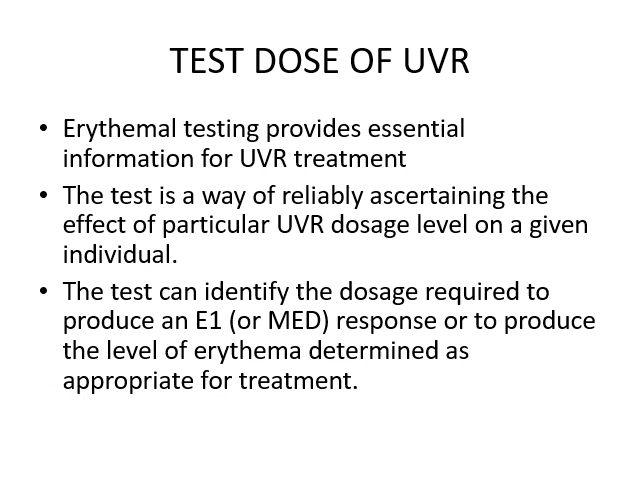 TEST DOSE OF UVR
• Erythemal testing provides essential
information for UVR treatment
• The test is a way of reliably ascertaining the
effect of particular UVR dosage level on a given
individual.
• The test can identify the dosage required to
produce an E1 (or MED) response or to produce
the level of erythema determined as
appropriate for treatment.